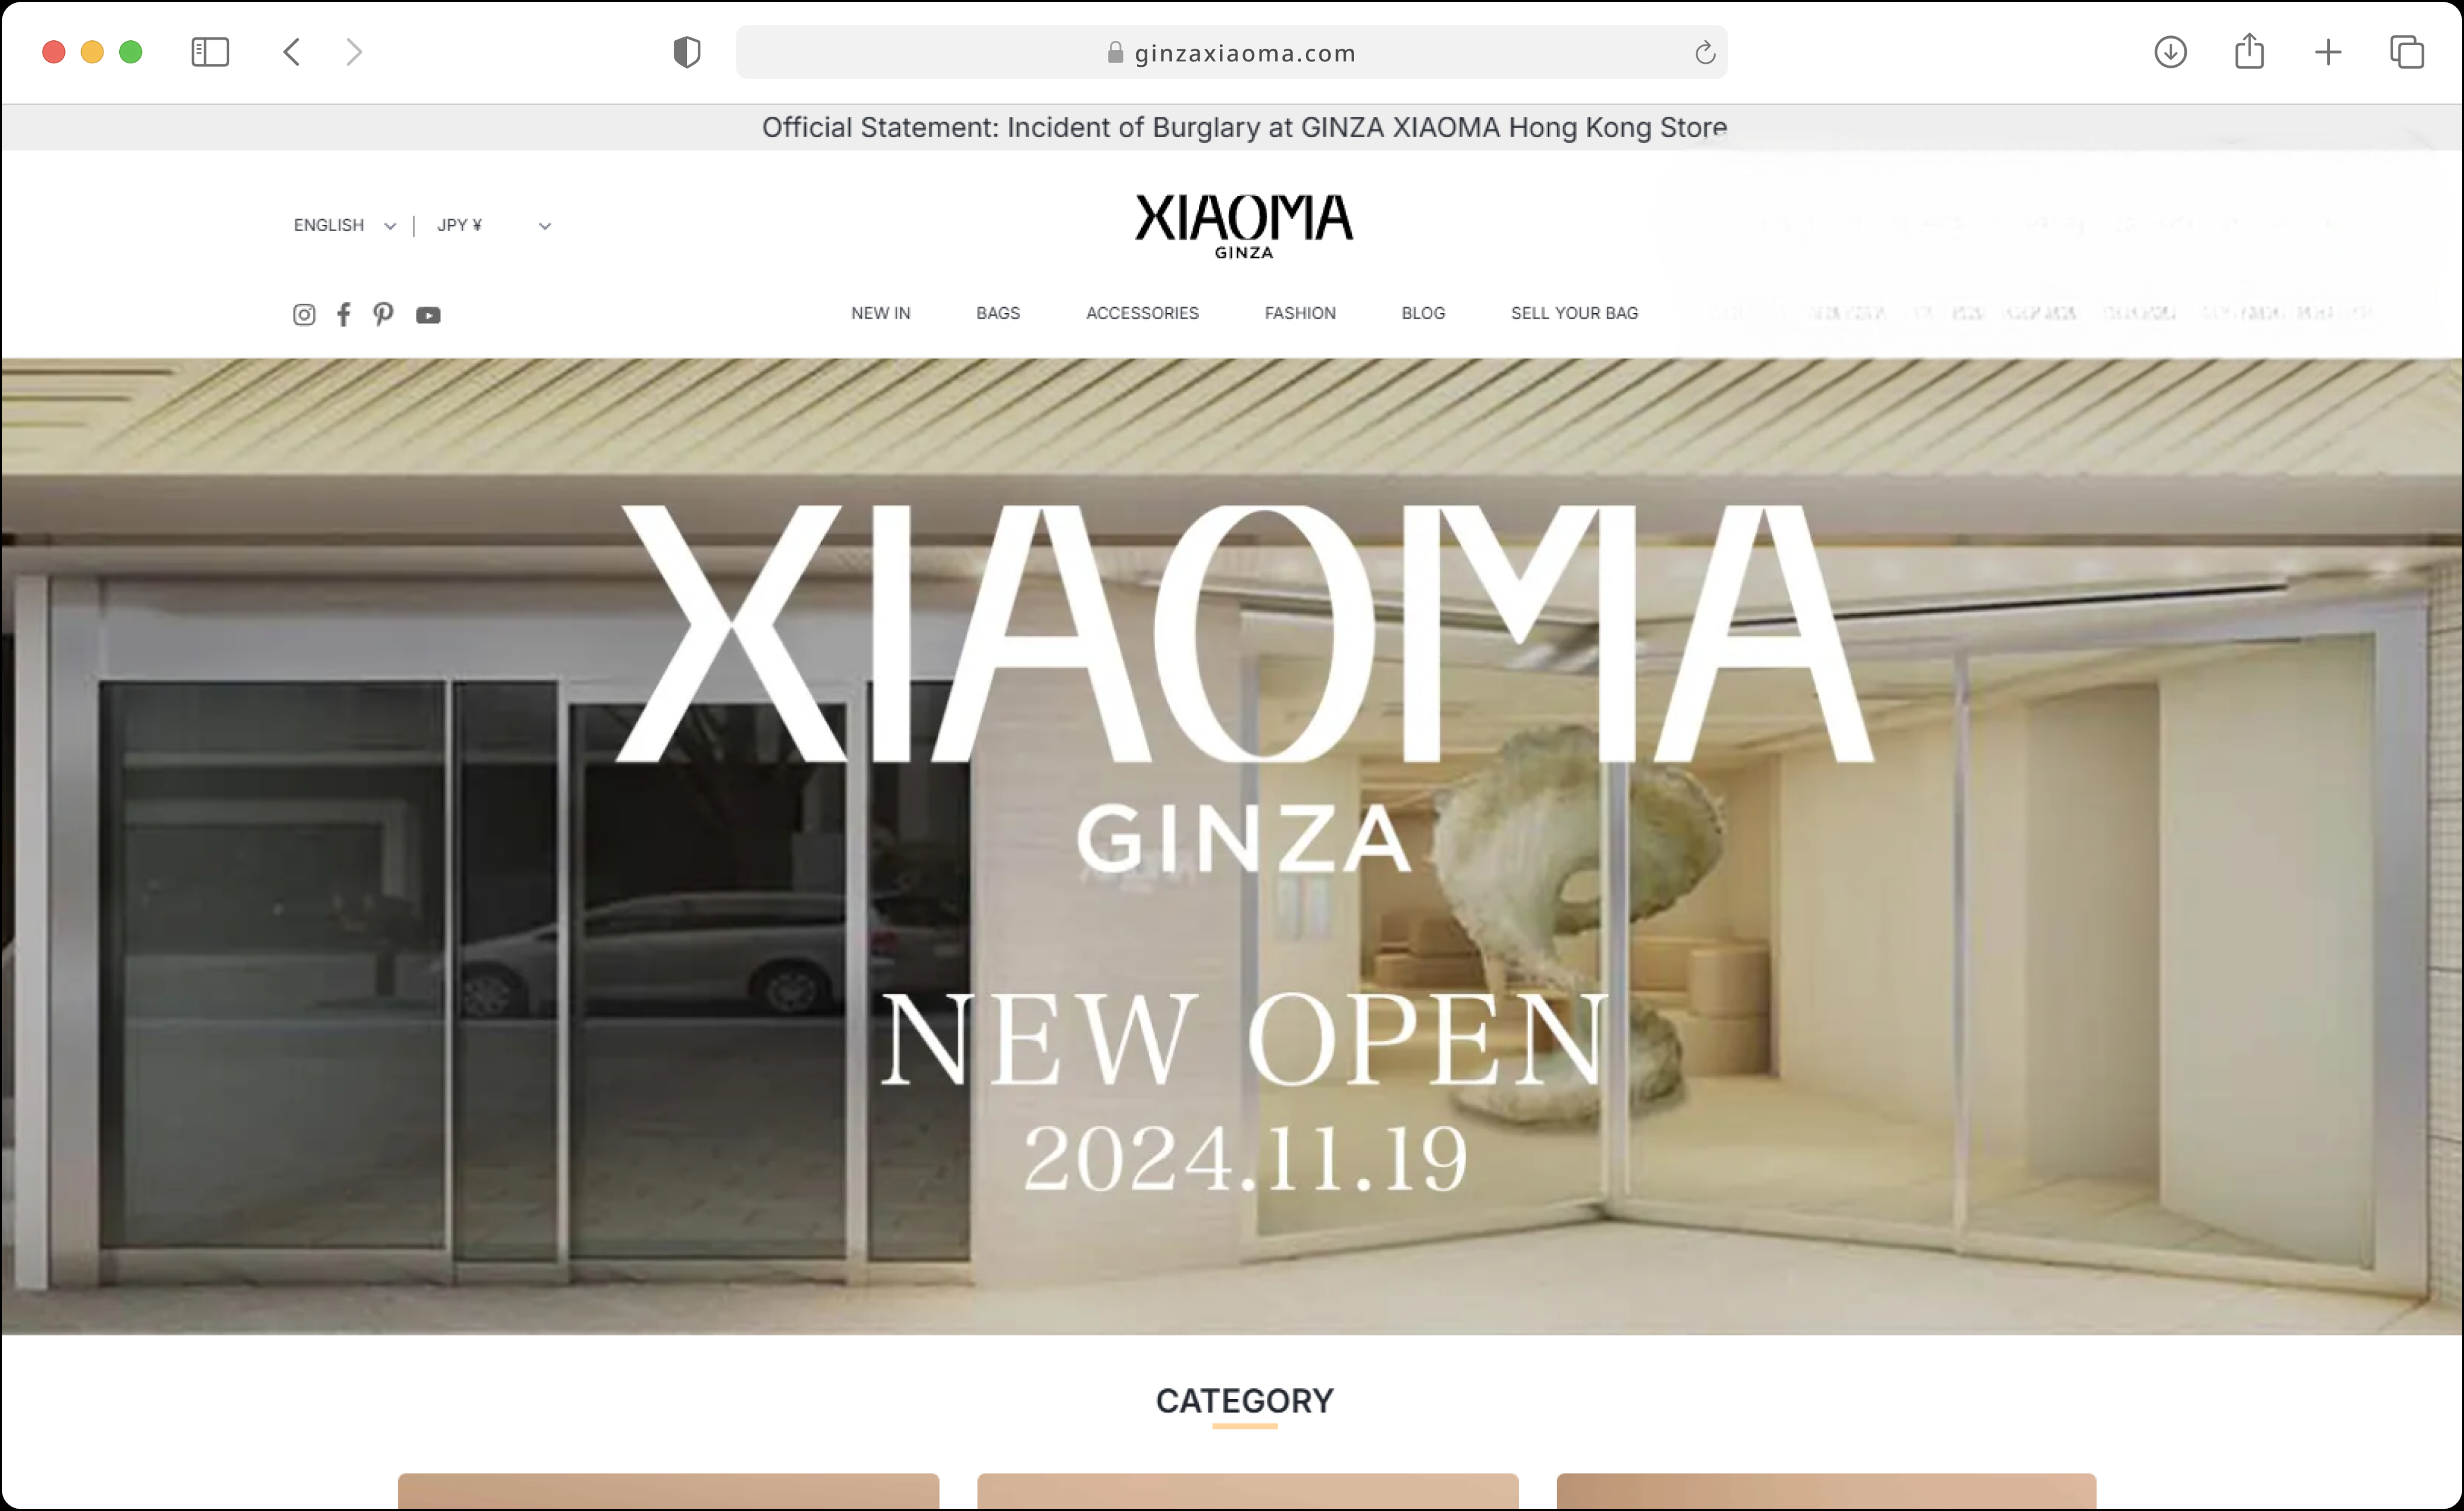 ginzaxiaoma.com
Official Statement: Incident of Burglary at GINZA XIAOMA Hong Kong Store
ENGLISH | JPY ¥
XIAOMA
GINZA
NEW IN BAGS ACCESSORIES FASHION BLOG SELL YOUR BAG
XIAOMA
GINZA
NEW OPEN
2024.11.19
CATEGORY